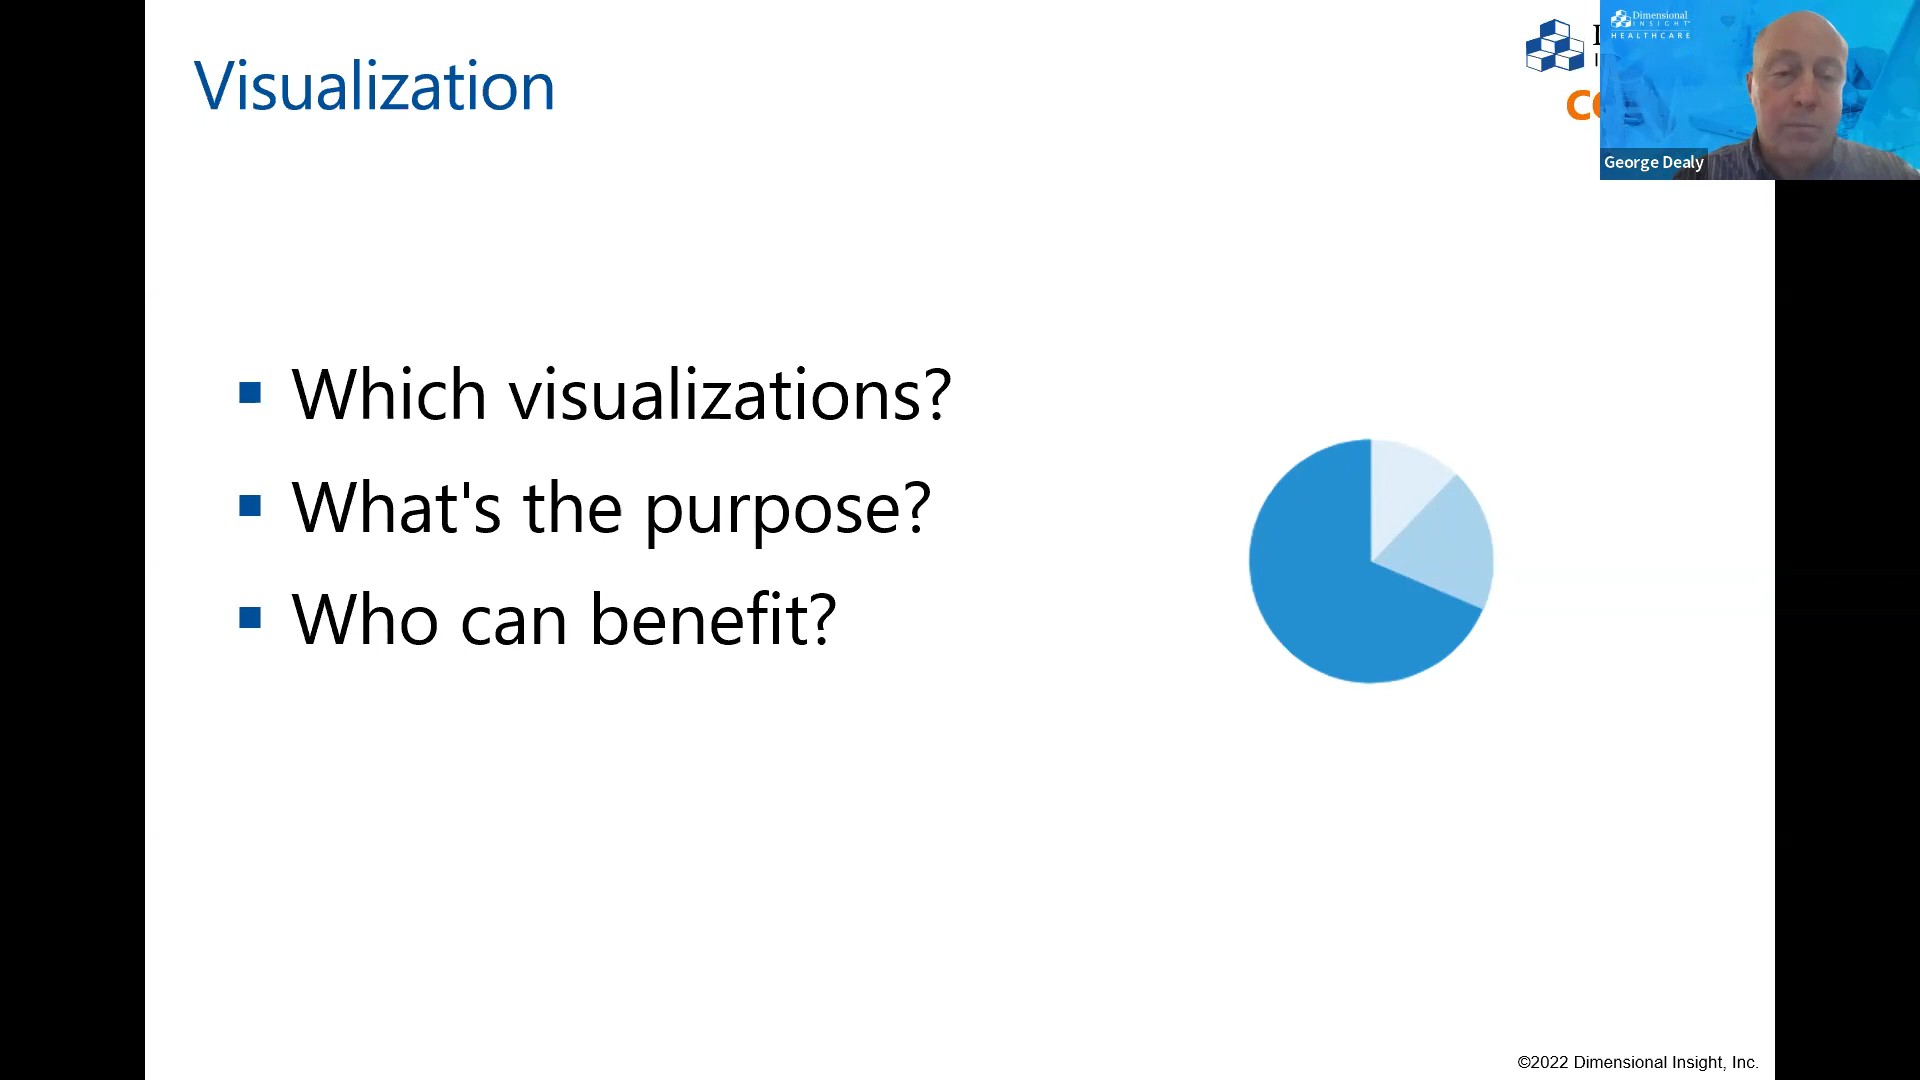 Visualization
Dimensional
INSIGHT
HEALTHCARE
George Dealy
Which visualizations?
What's the purpose?
Who can benefit?
©2022 Dimensional Insight, Inc.